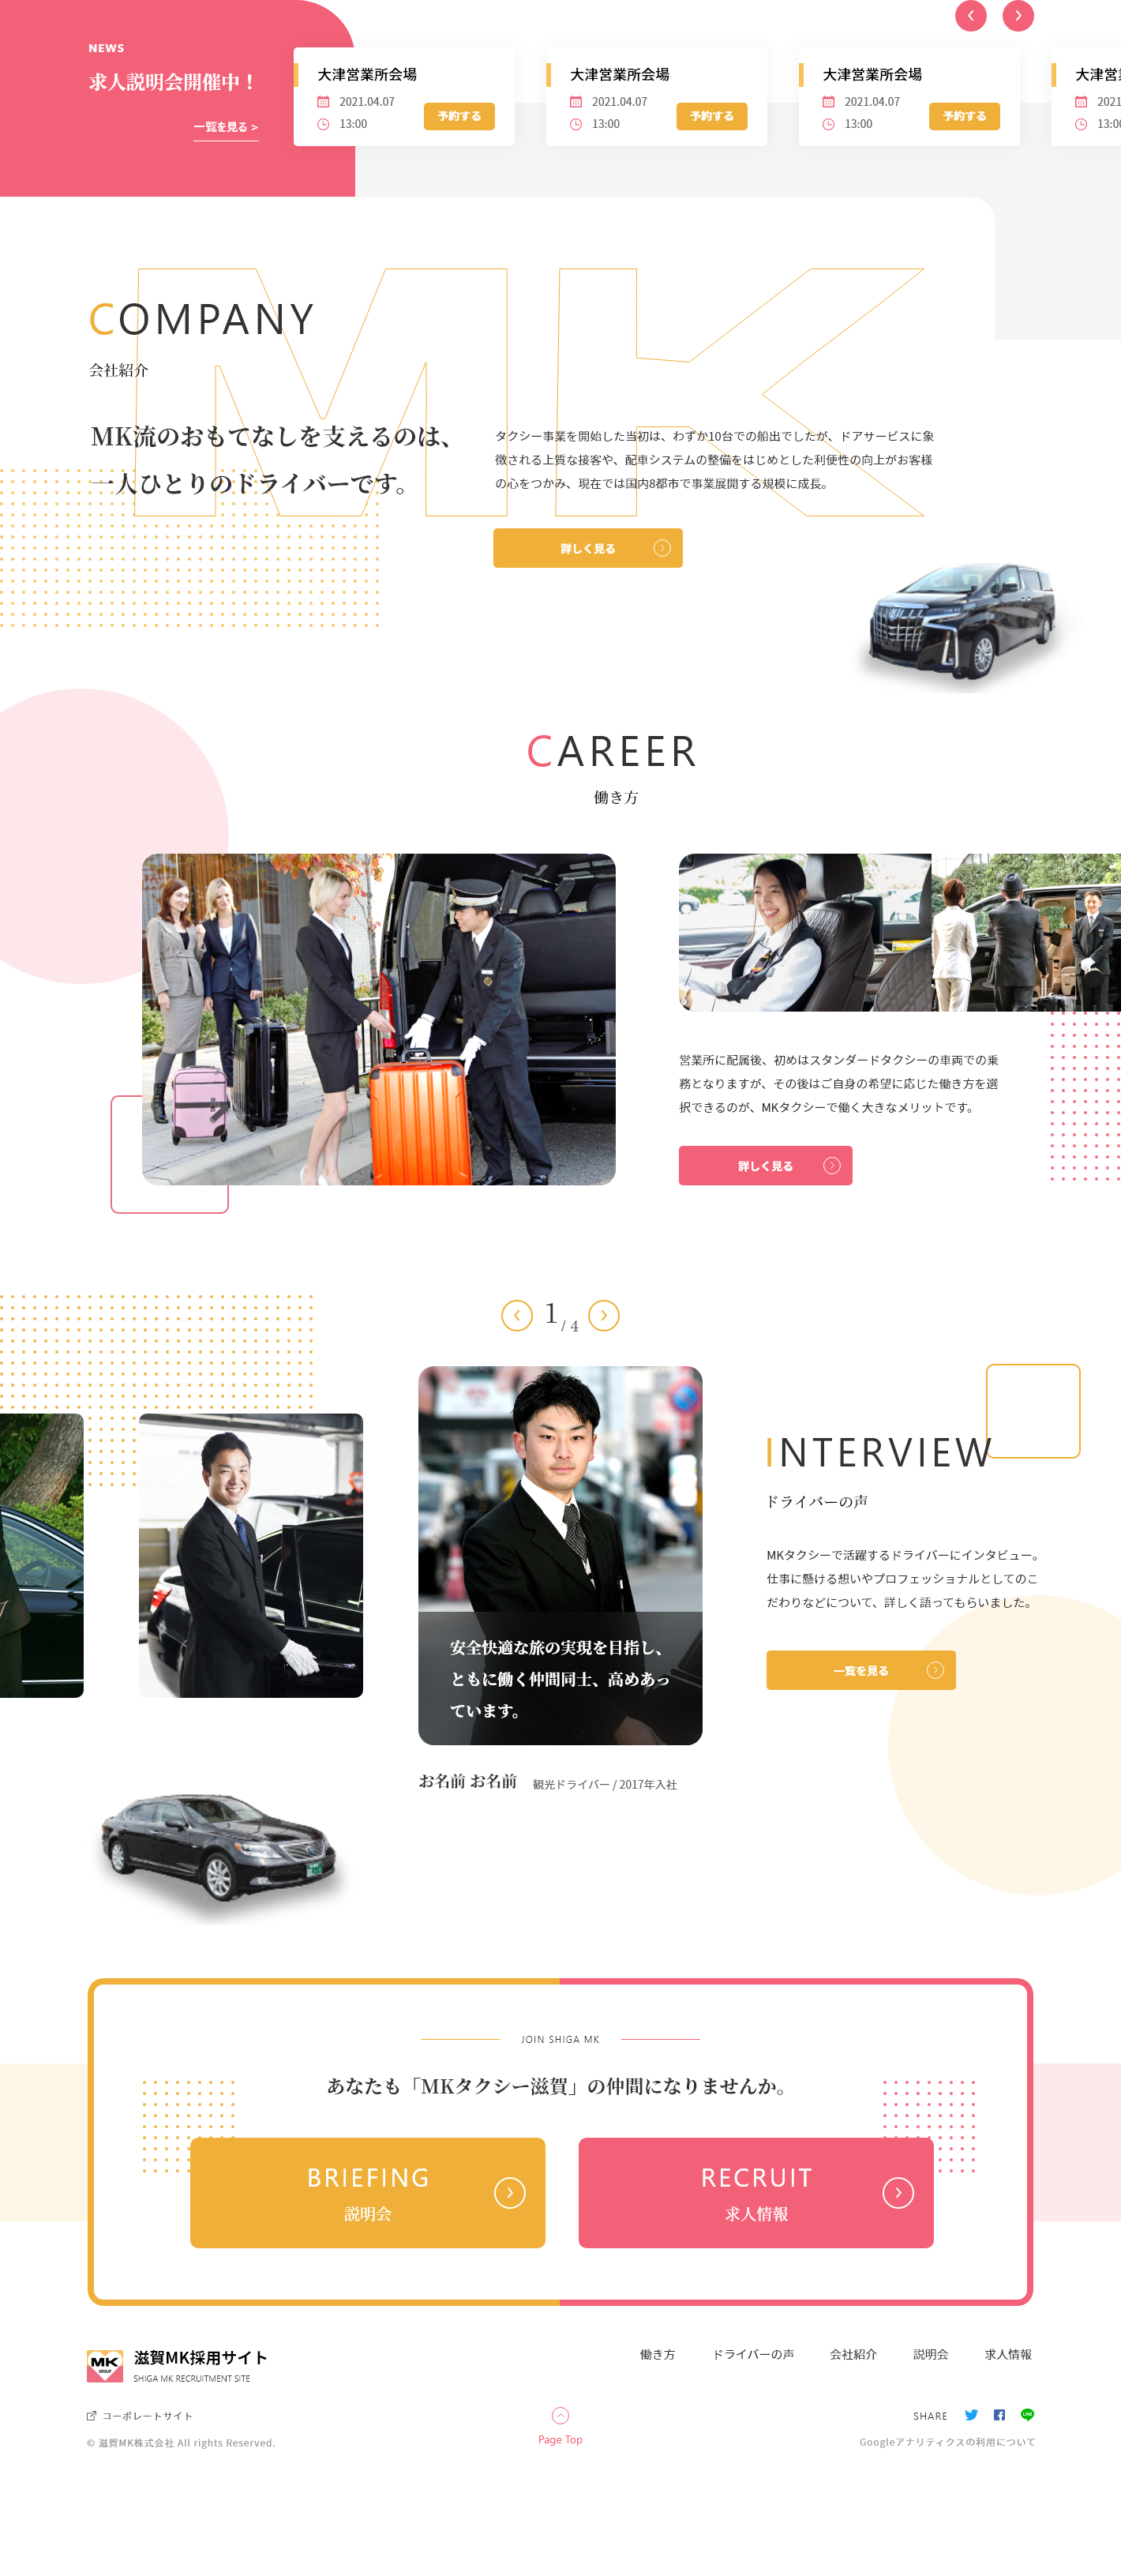 NEWS
求人説明会開催中！
一覧を見る >
大津営業所会場
2021.04.07
13:00
予約する
大津営業所会場
2021.04.07
13:00
予約する
大津営業所会場
2021.04.07
13:00
予約する
大津営
2021
13:00
MK
COMPANY
会社紹介
MK流のおもてなしを支えるのは、
一人ひとりのドライバーです。
タクシー事業を開始した当初は、わずか10台での船出でしたが、ドアサービスに象
徴される上質な接客や、配車システムの整備をはじめとした利便性の向上がお客様
の心をつかみ、現在では国内8都市で事業展開する規模に成長。
詳しく見る
CAREER
働き方
営業所に配属後、初めはスタンダードタクシーの車両での乗
務となりますが、その後はご自身の希望に応じた働き方を選
択できるのが、MKタクシーで働く大きなメリットです。
詳しく見る
1 / 4
INTERVIEW
ドライバーの声
MKタクシーで活躍するドライバーにインタビュー。
仕事に懸ける想いやプロフェッショナルとしてのこ
だわりなどについて、詳しく語ってもらいました。
一覧を見る
安全快適な旅の実現を目指し、
ともに働く仲間同士、高めあっ
ています。
お名前 お名前 観光ドライバー / 2017年入社
JOIN SHIGA MK
あなたも「MKタクシー滋賀」の仲間になりませんか。
BRIEFING
説明会
RECRUIT
求人情報
MK
GROUP
滋賀MK採用サイト
SHIGA MK RECRUITMENT SITE
働き方 ドライバーの声 会社紹介 説明会 求人情報
コーポレートサイト
© 滋賀MK株式会社 All rights Reserved.
Page Top
SHARE
LINE
Googleアナリティクスの利用について